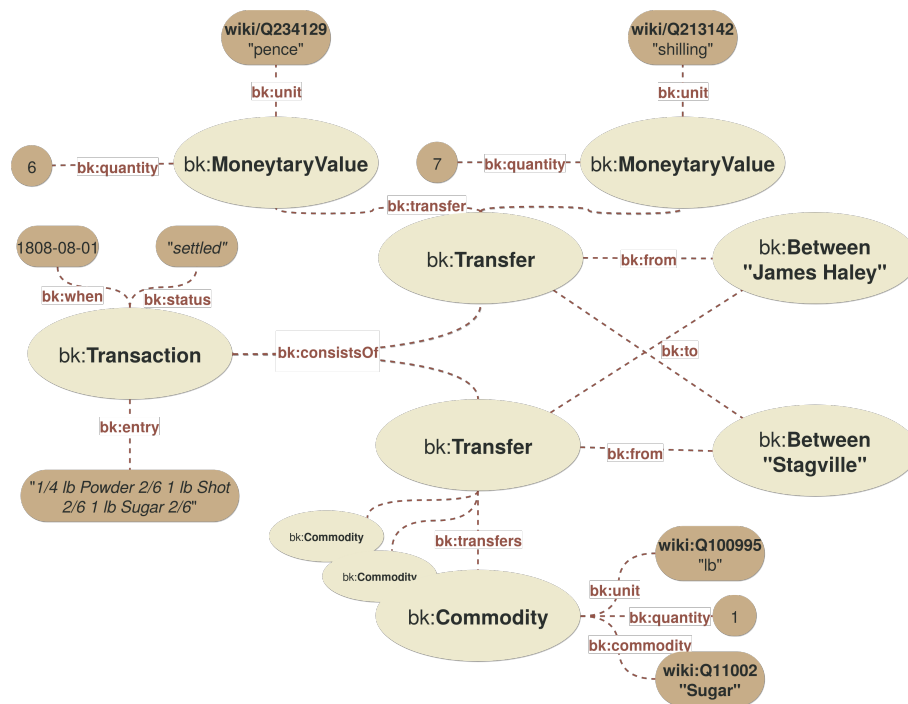 wiki/Q234129
"pence"
wiki/Q213142
"shilling"
bk:unit
bk:unit
6
bk:quantity
bk:MoneytaryValue
7
bk:quantity
bk:MoneytaryValue
bk:transfer
1808-08-01
"settled"
bk:when
bk:status
bk:Transfer
bk:from
bk:Between
"James Haley"
bk:Transaction
bk:consistsOf
bk:to
bk:entry
bk:Transfer
bk:from
bk:Between
"Stagville"
"1/4 lb Powder 2/6 1 lb Shot
2/6 1 lb Sugar 2/6"
bk:Commodity
bk:transfers
bk:Commodity
wiki:Q100995
"lb"
bk:unit
bk:Commodity
bk:quantity
1
bk:commodity
wiki:Q11002
"Sugar"